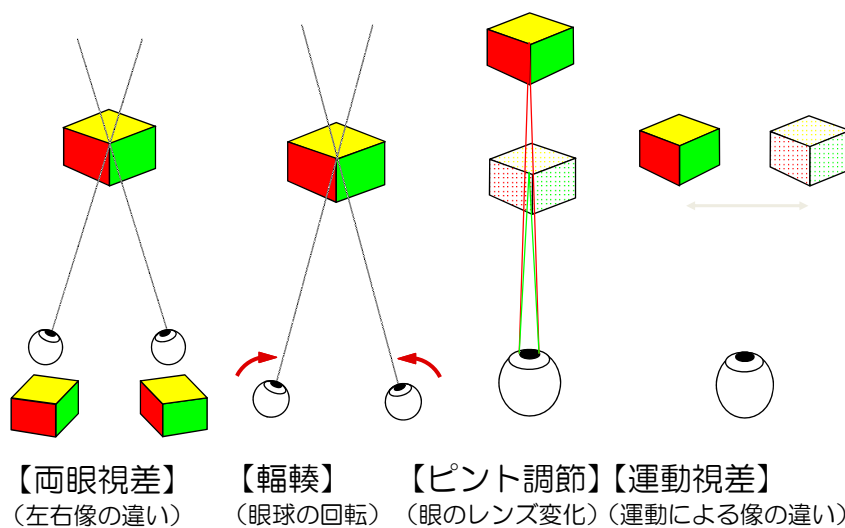 【両眼視差】
（左右像の違い）
【輻輳】
（眼球の回転）
【ピント調節】
（眼のレンズ変化）
【運動視差】
（運動による像の違い）